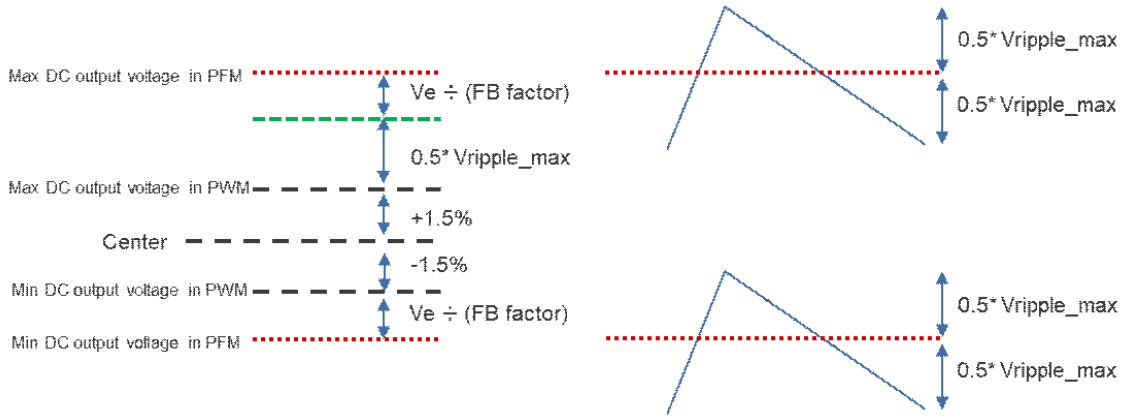 Max DC output voltage in PFM
Ve ÷ (FB factor)
0.5* Vripple_max
Max DC output voltage in PWM
+1.5%
Center
-1.5%
Min DC output voltage in PWM
Ve ÷ (FB factor)
Min DC output voltage in PFM
0.5* Vripple_max
0.5* Vripple_max
0.5* Vripple_max
0.5* Vripple_max